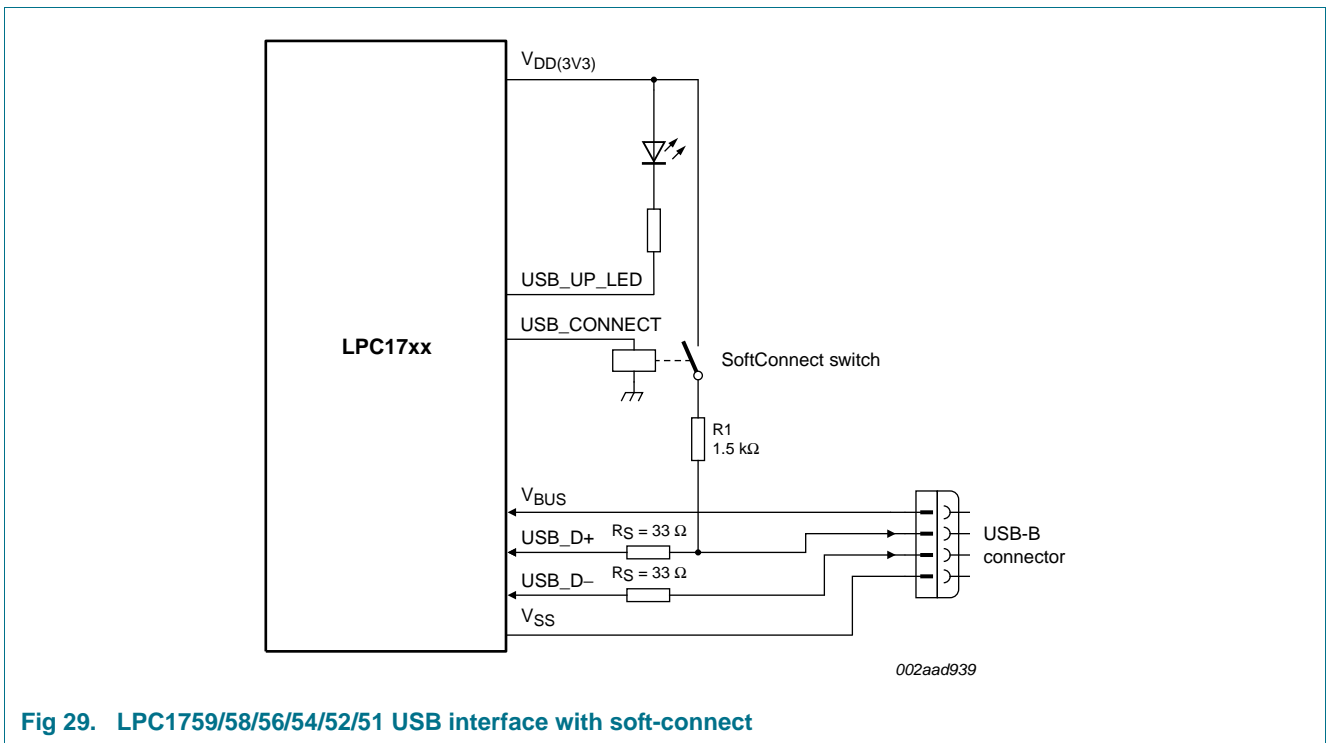 VDD(3V3)
USB_UP_LED
USB_CONNECT
LPC17xx
SoftConnect switch
R1
1.5 kΩ
VBUS
USB_D+
RS = 33 Ω
USB-B
connector
USB_D−
RS = 33 Ω
VSS
002aad939
Fig 29. LPC1759/58/56/54/52/51 USB interface with soft-connect